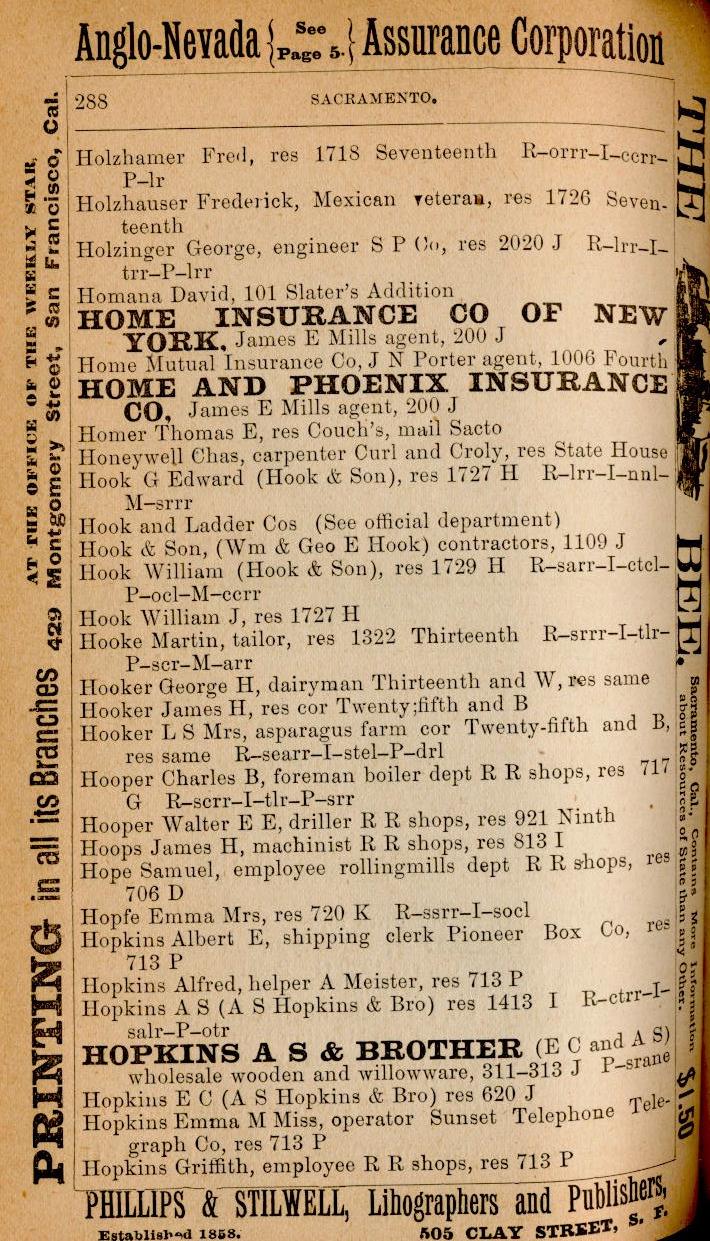 Anglo-Nevada { See Page 5. } Assurance Corporation
288 SACRAMENTO.
Holzhamer Fred, res 1718 Seventeenth R–orrr–I–ccrr–
P–lr
Holzhauser Frederick, Mexican veteran, res 1726 Seven-
teenth
Holzinger George, engineer S P Co, res 2020 J R–lrr–I–
trr–P–lrr
Homana David, 101 Slater's Addition
HOME INSURANCE CO OF NEW
YORK. James E Mills agent, 200 J
Home Mutual Insurance Co, J N Porter agent, 1006 Fourth
HOME AND PHOENIX INSURANCE
CO, James E Mills agent, 200 J
Homer Thomas E, res Couch's, mail Sacto
Honeywell Chas, carpenter Curl and Croly, res State House
Hook G Edward (Hook & Son), res 1727 H R–lrr–I–nnl–
M–srrr
Hook and Ladder Cos (See official department)
Hook & Son, (Wm & Geo E Hook) contractors, 1109 J
Hook William (Hook & Son), res 1729 H R–sarr–I–ctcl–
P–ocl–M–ccrr
Hook William J, res 1727 H
Hooke Martin, tailor, res 1322 Thirteenth R–srrr–I–tlr–
P–scr–M–arr
Hooker George H, dairyman Thirteenth and W, res same
Hooker James H, res cor Twenty;fifth and B
Hooker L S Mrs, asparagus farm cor Twenty-fifth and B,
res same R–searr–I–stel–P–drl
Hooper Charles B, foreman boiler dept R R shops, res 717
G R–scrr–I–tlr–P–srr
Hooper Walter E E, driller R R shops, res 921 Ninth
Hoops James H, machinist R R shops, res 813 I
Hope Samuel, employee rollingmills dept R R shops, res
706 D
Hopfe Emma Mrs, res 720 K R–ssrr–I–socl
Hopkins Albert E, shipping clerk Pioneer Box Co, res
713 P
Hopkins Alfred, helper A Meister, res 713 P
Hopkins A S (A S Hopkins & Bro) res 1413 I R–ctrr–I–
salr–P–otr
HOPKINS A S & BROTHER (E C and A S)
wholesale wooden and willowware, 311–313 J P–srane
Hopkins E C (A S Hopkins & Bro) res 620 J
Hopkins Emma M Miss, operator Sunset Telephone Tele-
graph Co, res 713 P
Hopkins Griffith, employee R R shops, res 713 P
PHILLIPS & STILWELL, Lihographers and Publishers,
Established 1858. 505 CLAY STREET, S. F.
PRINTING in all its Branches
AT THE OFFICE OF THE WEEKLY STAR,
429 Montgomery Street, San Francisco, Cal.
THE BEE.
Sacramento, Cal., Contains More Information
about Resources of State than any Other.
$1.50